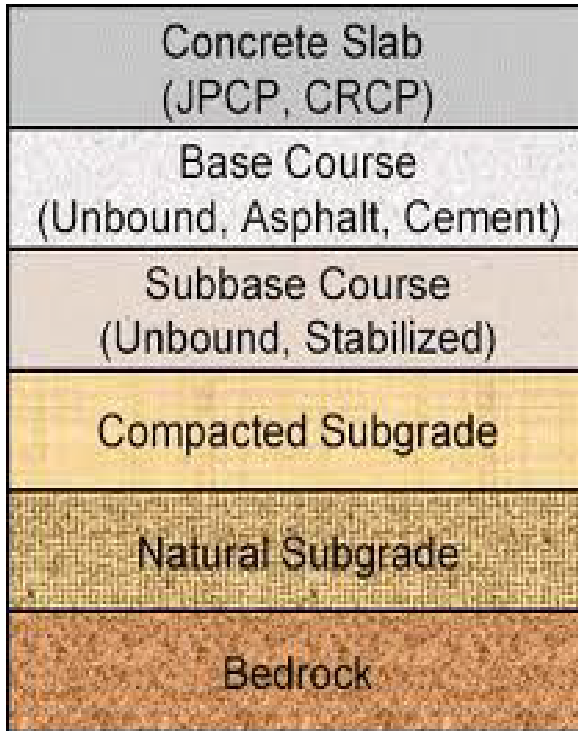 Concrete Slab
(JPCP, CRCP)
Base Course
(Unbound, Asphalt, Cement)
Subbase Course
(Unbound, Stabilized)
Compacted Subgrade
Natural Subgrade
Bedrock